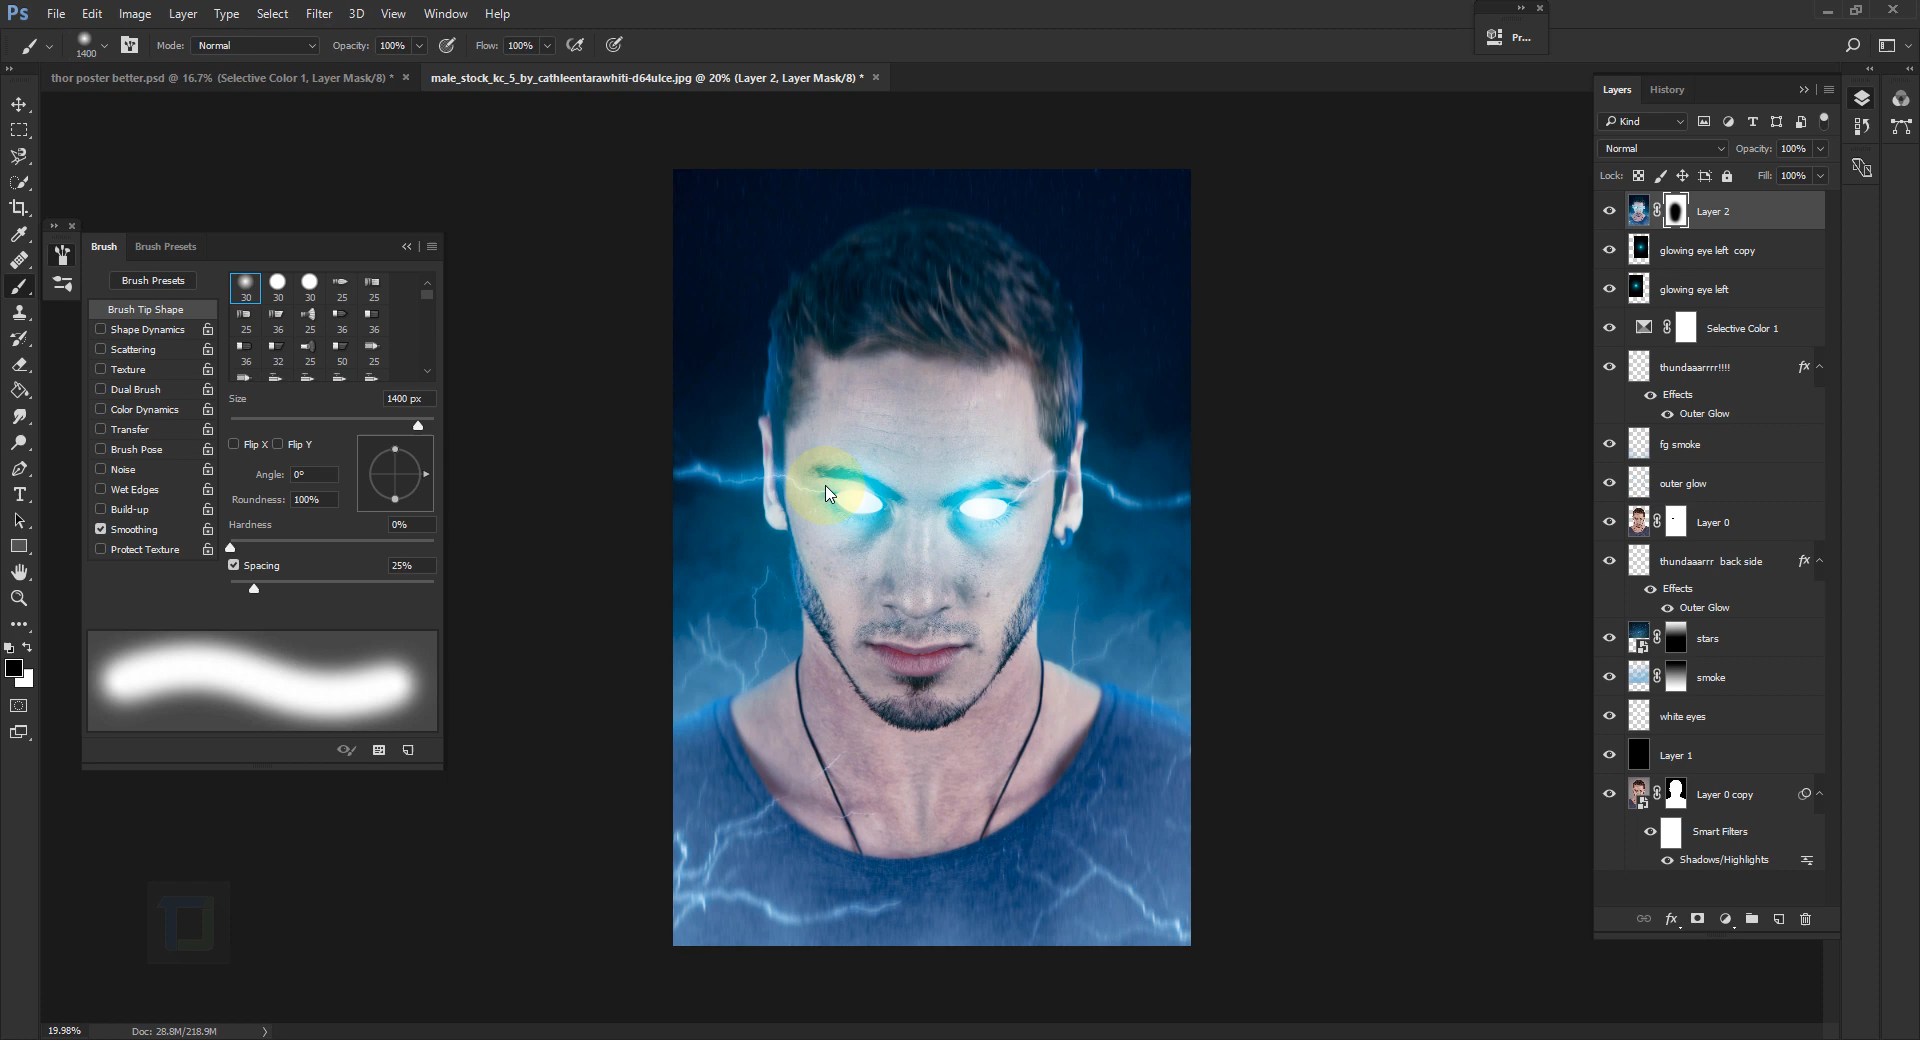 Ps File Edit Image Layer Type Select Filter 3D View Window Help
1400 Mode: Normal Opacity: 100% Flow: 100% Pr...
thor poster better.psd @ 16.7% (Selective Color 1, Layer Mask/8) * × male_stock_kc_5_by_cathleentarawhiti-d64ulce.jpg @ 20% (Layer 2, Layer Mask/8) * ×
Brush Brush Presets
Brush Presets
Brush Tip Shape
Shape Dynamics
Scattering
Texture
Dual Brush
Color Dynamics
Transfer
Brush Pose
Noise
Wet Edges
Build-up
Smoothing
Protect Texture
30 30 30 25 25
25 36 25 36 36
36 32 25 50 25
Size 1400 px
Flip X Flip Y
Angle: 0°
Roundness: 100%
Hardness 0%
Spacing 25%
Layers History
Kind
Normal Opacity: 100%
Lock: Fill: 100%
Layer 2
glowing eye left copy
glowing eye left
Selective Color 1
thundaaarrrr!!!! fx
Effects
Outer Glow
fg smoke
outer glow
Layer 0
thundaaarrr back side fx
Effects
Outer Glow
stars
smoke
white eyes
Layer 1
Layer 0 copy
Smart Filters
Shadows/Highlights
fx
19.98% Doc: 28.8M/218.9M